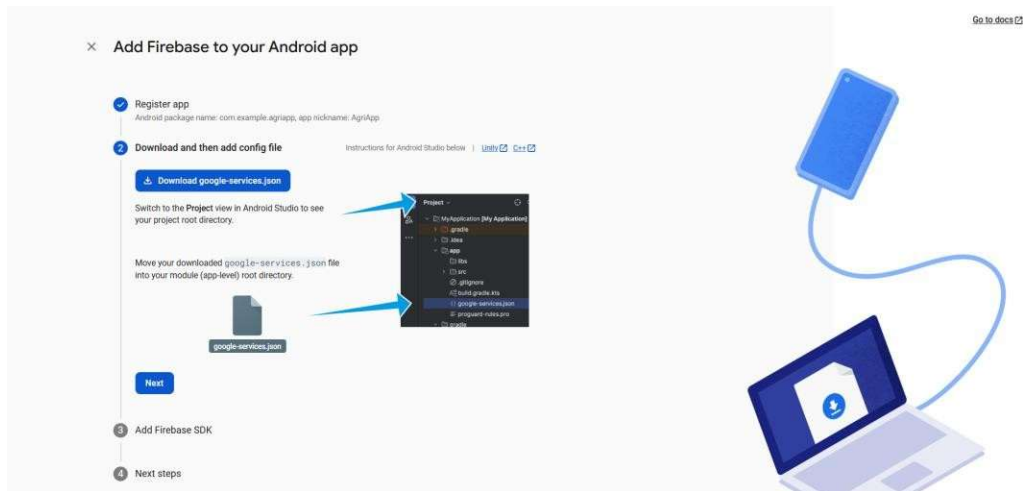 Go to docs
Add Firebase to your Android app
Register app
Android package name: com.example.agriapp, app nickname: AgriApp
2 Download and then add config file
Instructions for Android Studio below | Unity C++
Download google-services.json
Switch to the Project view in Android Studio to see
your project root directory.
Move your downloaded google-services.json file
into your module (app-level) root directory.
google-services.json
Project
MyApplication [My Application]
.gradle
.idea
app
libs
src
.gitignore
build.gradle.kts
google-services.json
proguard-rules.pro
gradle
Next
3 Add Firebase SDK
4 Next steps